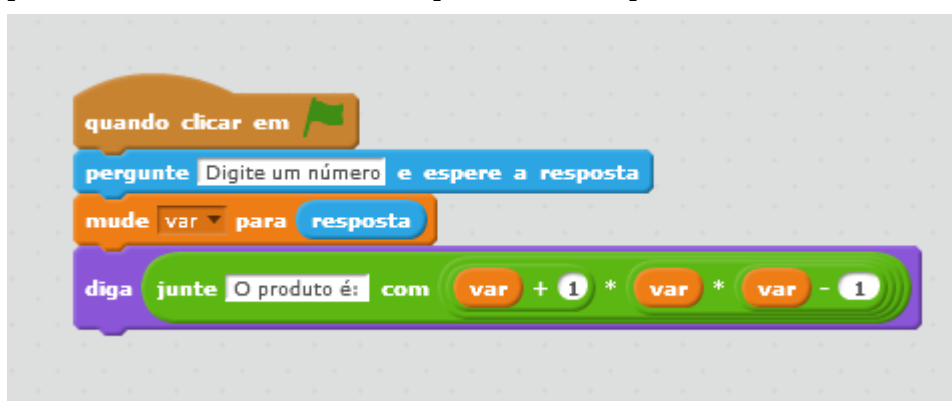 quando clicar em
pergunte Digite um número e espere a resposta
mude var para resposta
diga junte O produto é: com var + 1 * var * var - 1